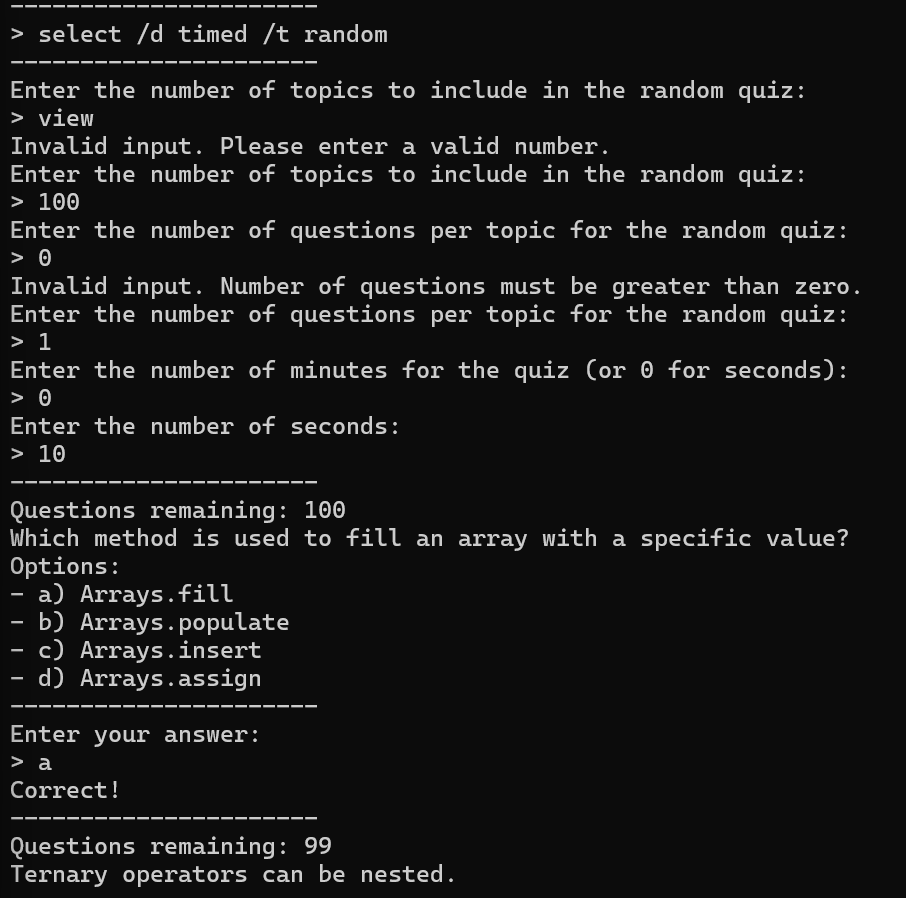 ----------------------
> select /d timed /t random
----------------------
Enter the number of topics to include in the random quiz:
> view
Invalid input. Please enter a valid number.
Enter the number of topics to include in the random quiz:
> 100
Enter the number of questions per topic for the random quiz:
> 0
Invalid input. Number of questions must be greater than zero.
Enter the number of questions per topic for the random quiz:
> 1
Enter the number of minutes for the quiz (or 0 for seconds):
> 0
Enter the number of seconds:
> 10
----------------------
Questions remaining: 100
Which method is used to fill an array with a specific value?
Options:
- a) Arrays.fill
- b) Arrays.populate
- c) Arrays.insert
- d) Arrays.assign
----------------------
Enter your answer:
> a
Correct!
----------------------
Questions remaining: 99
Ternary operators can be nested.